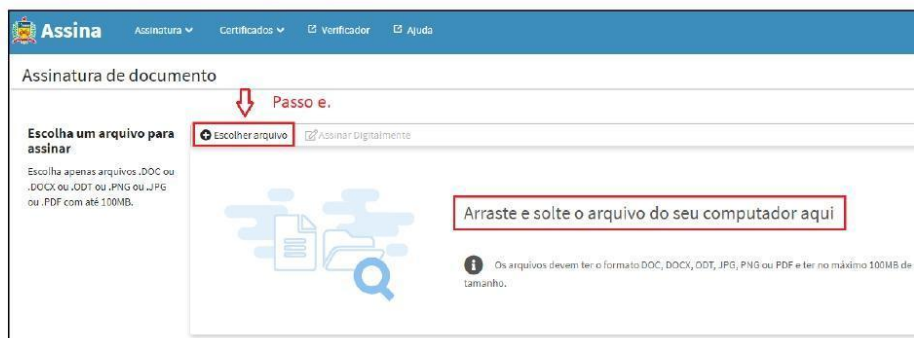 Assina
Assinatura
Certificados
Verificador
Ajuda
Assinatura de documento
Passo e.
Escolha um arquivo para
assinar
Escolha apenas arquivos .DOC ou
.DOCX ou .ODT ou .PNG ou .JPG
ou .PDF com até 100MB.
Escolher arquivo
Assinar Digitalmente
Arraste e solte o arquivo do seu computador aqui
Os arquivos devem ter o formato DOC, DOCX, ODT, JPG, PNG ou PDF e ter no máximo 100MB de
tamanho.